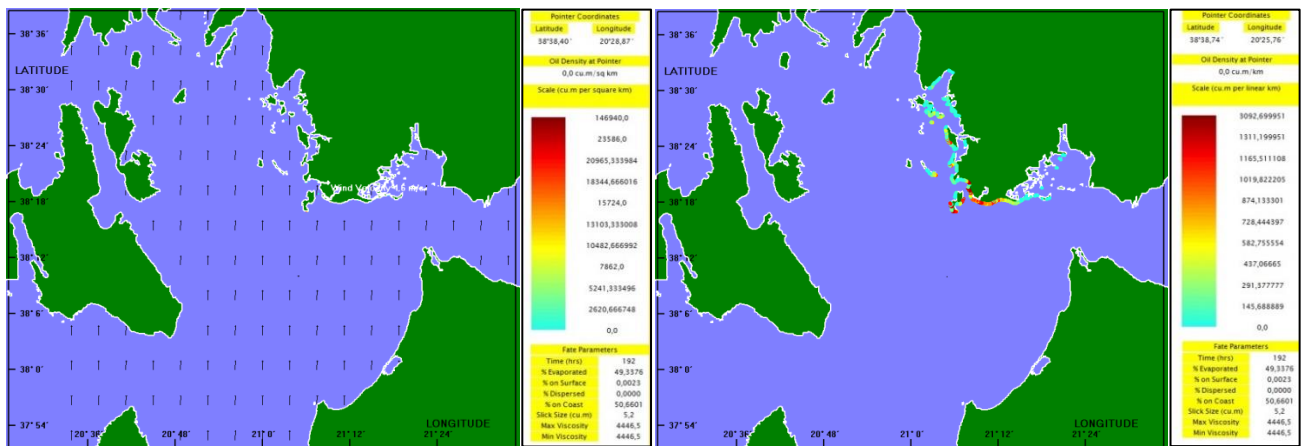 38° 36'
LATITUDE
38° 30'
38° 24'
38° 18'
38° 12'
38° 6'
38° 0'
37° 54'
20° 36'
20° 48'
21° 0'
21° 12'
21° 24'
LONGITUDE
Pointer Coordinates
Latitude Longitude
38°38,40' 20°28,87'
Oil Density at Pointer
0,0 cu.m/sq km
Scale (cu.m per square km)
146940,0
23586,0
20965,333984
18344,666016
15724,0
13103,333008
10482,666992
7862,0
5241,333496
2620,666748
0,0
Fate Parameters
Time (hrs) 192
% Evaporated 49,3376
% on Surface 0,0023
% Dispersed 0,0000
% on Coast 50,6601
Slick Size (cu.m) 5,2
Max Viscosity 4446,5
Min Viscosity 4446,5
38° 36'
LATITUDE
38° 30'
38° 24'
38° 18'
38° 12'
38° 6'
38° 0'
37° 54'
20° 36'
20° 48'
21° 0'
21° 12'
21° 24'
LONGITUDE
Pointer Coordinates
Latitude Longitude
38°38,74' 20°25,76'
Oil Density at Pointer
0,0 cu.m/km
Scale (cu.m per linear km)
3092,699951
1311,199951
1165,511108
1019,822205
874,133301
728,444397
582,755554
437,06665
291,377777
145,688889
0,0
Fate Parameters
Time (hrs) 192
% Evaporated 49,3376
% on Surface 0,0023
% Dispersed 0,0000
% on Coast 50,6601
Slick Size (cu.m) 5,2
Max Viscosity 4446,5
Min Viscosity 4446,5